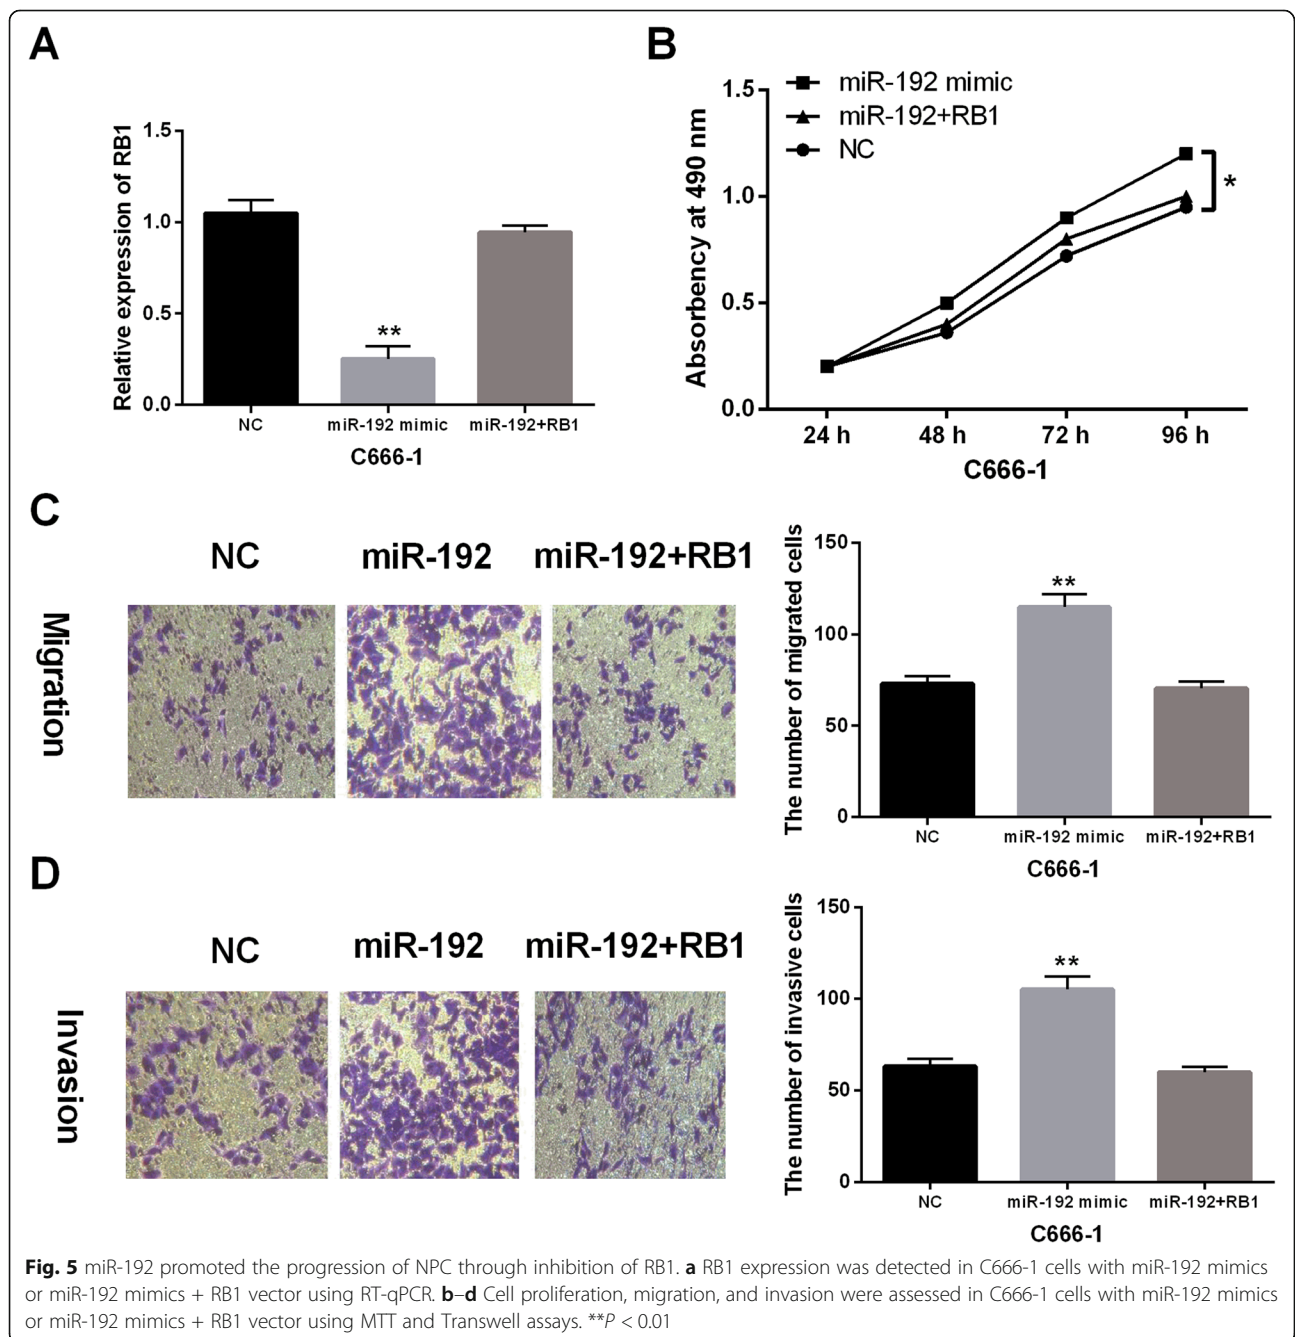 A
Relative expression of RB1
1.5
1.0
0.5
0.0
**
NC
miR-192 mimic
miR-192+RB1
C666-1
B
Absorbency at 490 nm
1.5
1.0
0.5
0.0
miR-192 mimic
miR-192+RB1
NC
*
24 h
48 h
72 h
96 h
C666-1
C
Migration
NC
miR-192
miR-192+RB1
The number of migrated cells
150
100
50
0
**
NC
miR-192 mimic
miR-192+RB1
C666-1
D
Invasion
NC
miR-192
miR-192+RB1
The number of invasive cells
150
100
50
0
**
NC
miR-192 mimic
miR-192+RB1
C666-1
Fig. 5 miR-192 promoted the progression of NPC through inhibition of RB1. a RB1 expression was detected in C666-1 cells with miR-192 mimics
or miR-192 mimics + RB1 vector using RT-qPCR. b–d Cell proliferation, migration, and invasion were assessed in C666-1 cells with miR-192 mimics
or miR-192 mimics + RB1 vector using MTT and Transwell assays. **P < 0.01